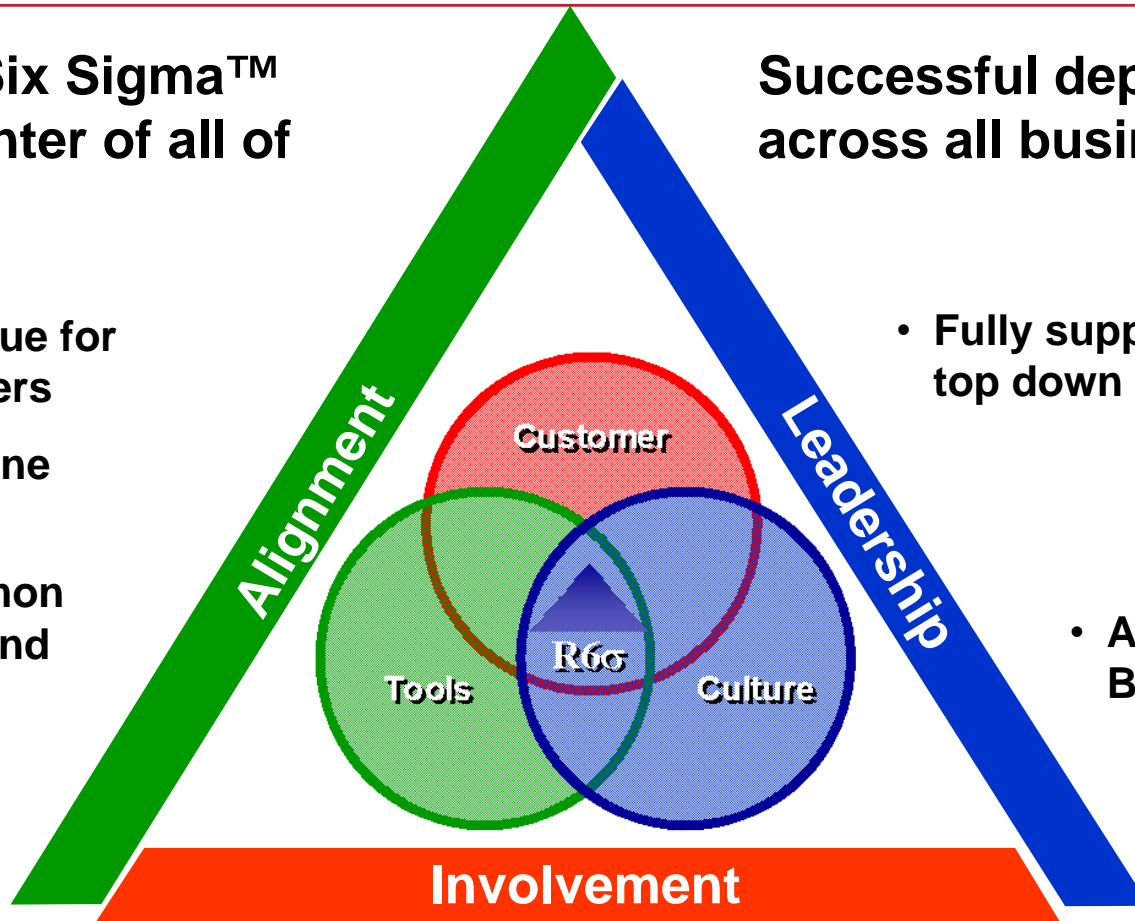 Six Sigma™
nter of all of
ue for
ers
ne
mon
nd
Successful dep
across all busi
• Fully supp
top down
• A
B
Alignment
Leadership
Customer
Tools
R6σ
Culture
Involvement